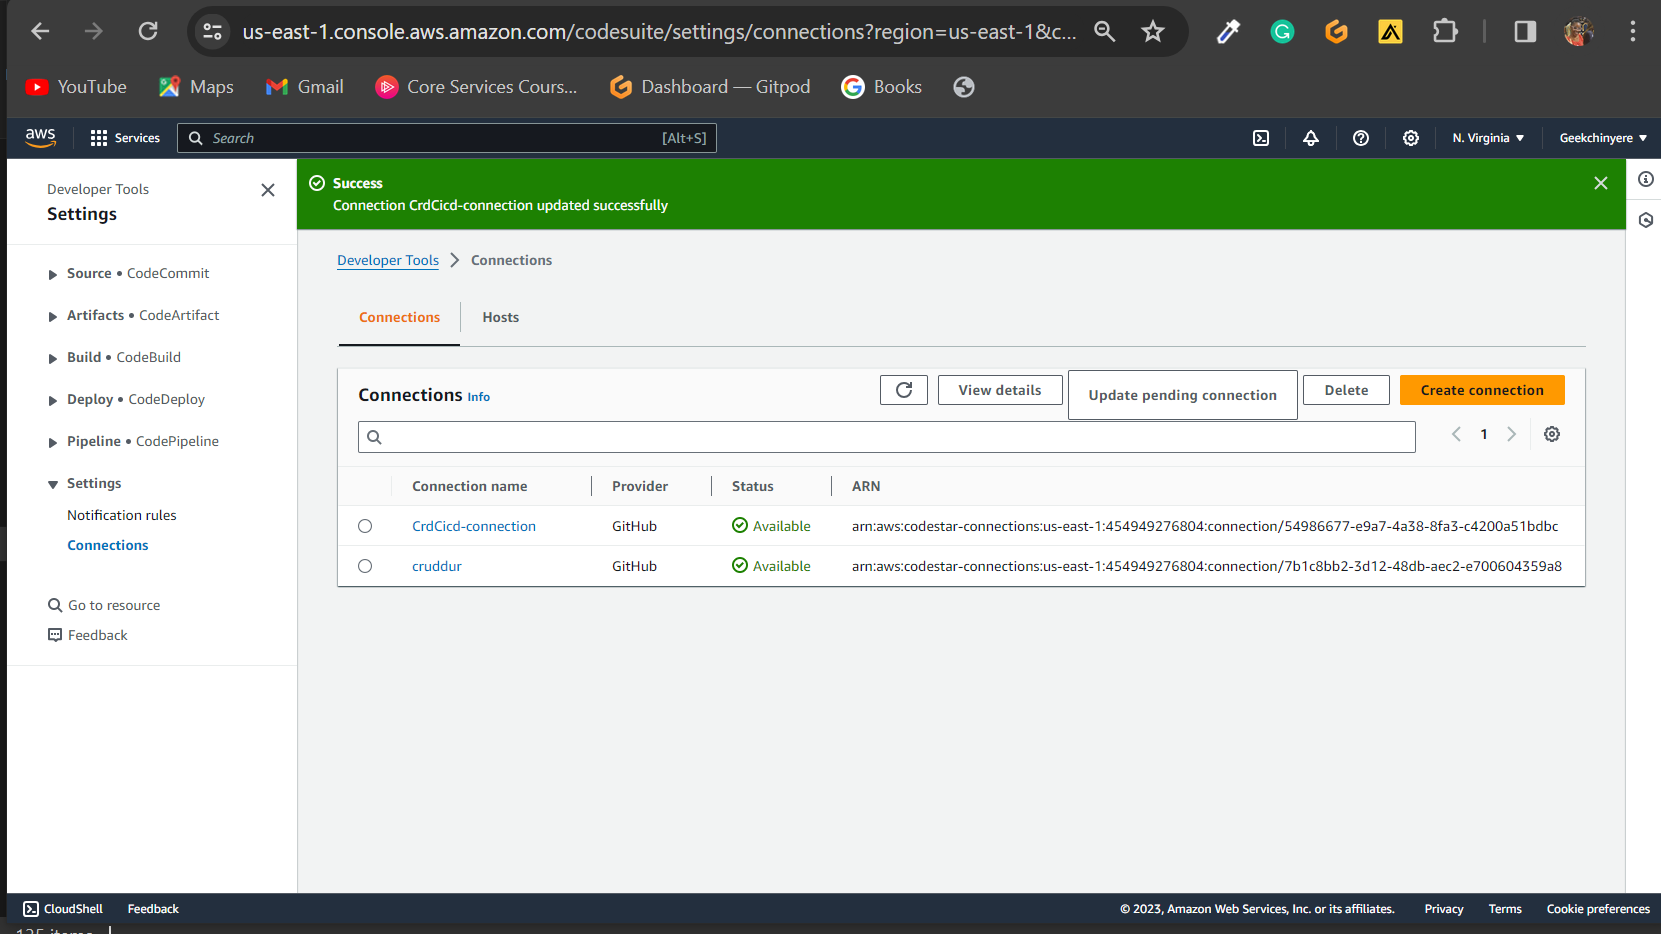 us-east-1.console.aws.amazon.com/codesuite/settings/connections?region=us-east-1&c...
YouTube
Maps
Gmail
Core Services Cours...
Dashboard — Gitpod
Books
aws
Services
Search
[Alt+S]
N. Virginia
Geekchinyere
Developer Tools
Settings
Success
Connection CrdCicd-connection updated successfully
Source • CodeCommit
Artifacts • CodeArtifact
Build • CodeBuild
Deploy • CodeDeploy
Pipeline • CodePipeline
Settings
Notification rules
Connections
Go to resource
Feedback
Developer Tools > Connections
Connections
Hosts
Connections Info
View details
Update pending connection
Delete
Create connection
1
Connection name
Provider
Status
ARN
CrdCicd-connection
GitHub
Available
arn:aws:codestar-connections:us-east-1:454949276804:connection/54986677-e9a7-4a38-8fa3-c4200a51bdbc
cruddur
GitHub
Available
arn:aws:codestar-connections:us-east-1:454949276804:connection/7b1c8bb2-3d12-48db-aec2-e700604359a8
CloudShell
Feedback
© 2023, Amazon Web Services, Inc. or its affiliates.
Privacy
Terms
Cookie preferences